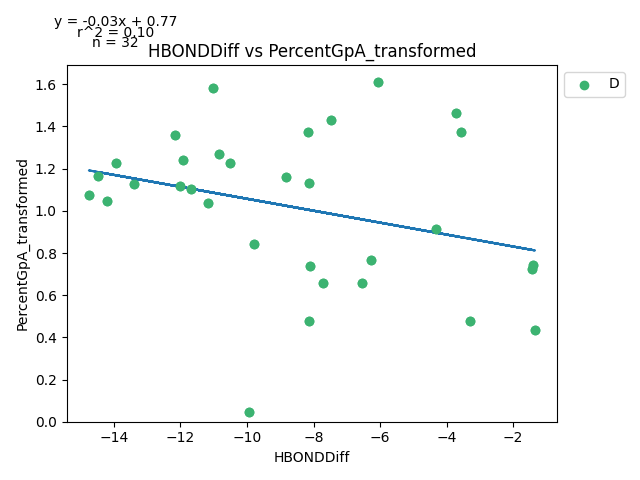 y = -0.03x + 0.77
r^2 = 0.10
n = 32
HBONDDiff vs PercentGpA_transformed
D
1.6
1.4
1.2
1.0
0.8
0.6
0.4
0.2
0.0
PercentGpA_transformed
−14
−12
−10
−8
−6
−4
−2
HBONDDiff